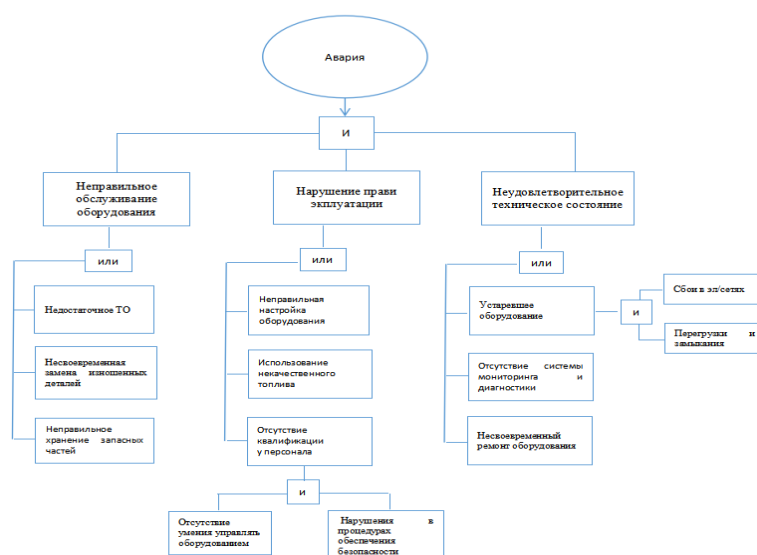 Авария
И
Неправильное
обслуживание
оборудования
Нарушение прави
экплуатации
Неудовлетворительное
техническое состояние
или
или
или
Недостаточное ТО
Несвоевременная
замена изношенных
деталей
Неправильное
хранение запасных
частей
Неправильная
настройка
оборудования
Использование
некачественного
топлива
Отсутствие
квалификации
у персонала
и
Отсутствие
умения управлять
оборудованием
Нарушения в
процедурах
обеспечения
безопасности
Устаревшее
оборудование
и
Сбои в эл/сетях
Перегрузки и
замыкания
Отсутствие системы
мониторинга и
диагностики
Несвоевременный
ремонт оборудования